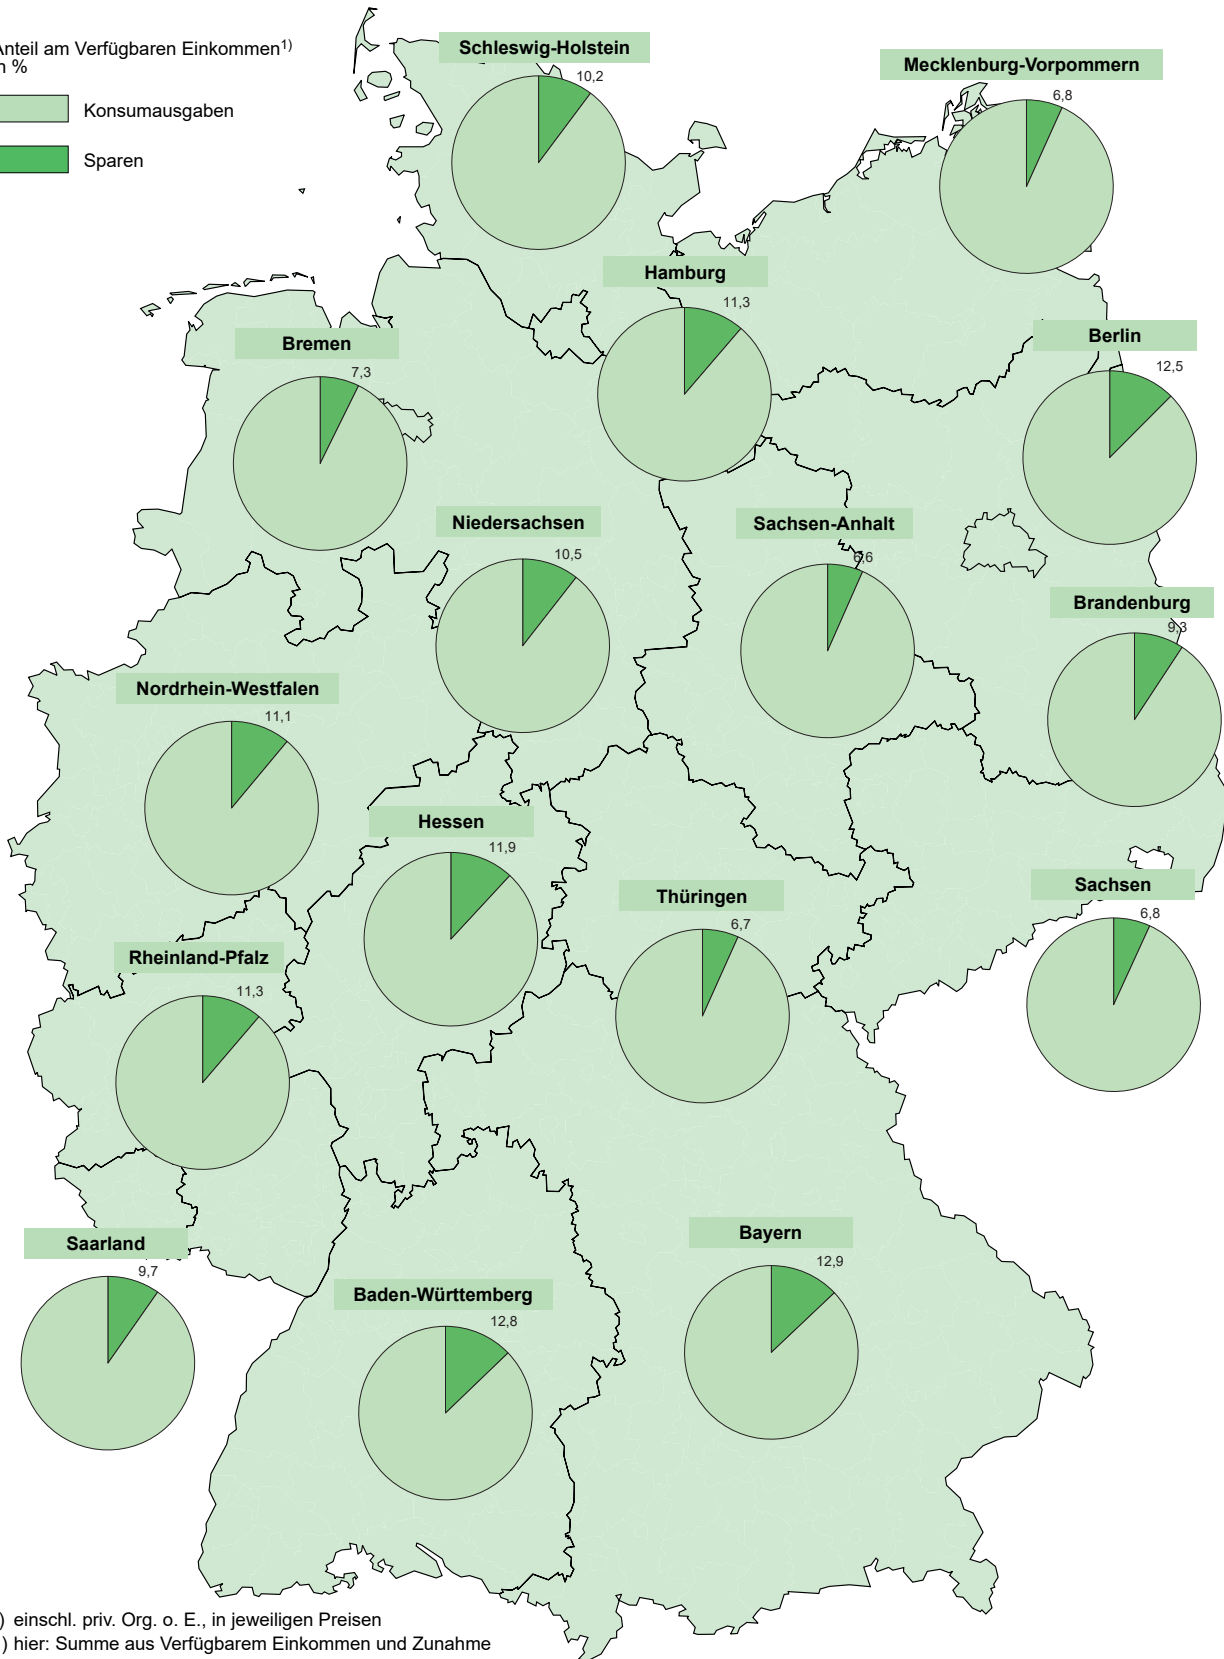 Anteil am Verfügbaren Einkommen1)
n %
Konsumausgaben
Sparen
Schleswig-Holstein
10,2
Mecklenburg-Vorpommern
6,8
Hamburg
11,3
Bremen
7,3
Berlin
12,5
Niedersachsen
10,5
Sachsen-Anhalt
6,6
Brandenburg
9,3
Nordrhein-Westfalen
11,1
Hessen
11,9
Thüringen
6,7
Sachsen
6,8
Rheinland-Pfalz
11,3
Saarland
9,7
Bayern
12,9
Baden-Württemberg
12,8
) einschl. priv. Org. o. E., in jeweiligen Preisen
) hier: Summe aus Verfügbarem Einkommen und Zunahme